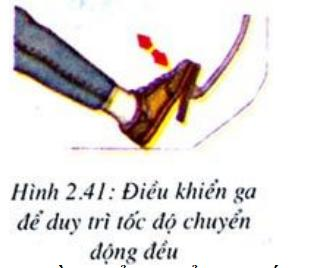 Hình 2.41: Điều khiển ga
để duy trì tốc độ chuyển
động đều